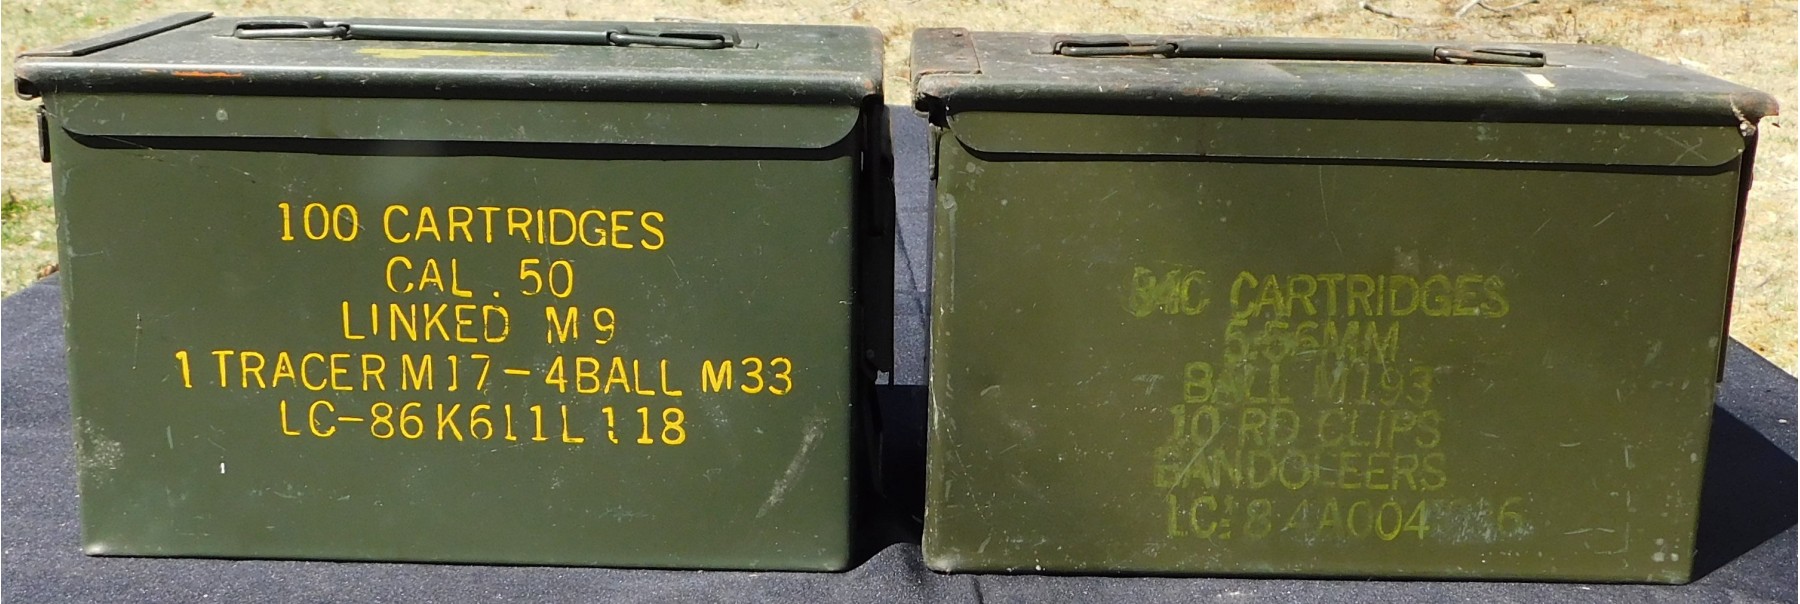 100 CARTRIDGES
CAL . 50
LINKED M9
1 TRACER M17-4BALL M33
LC-86K611L118
CARTRIDGES
5.56MM
BALL M193
10 RD CLIPS
BANDOLEERS